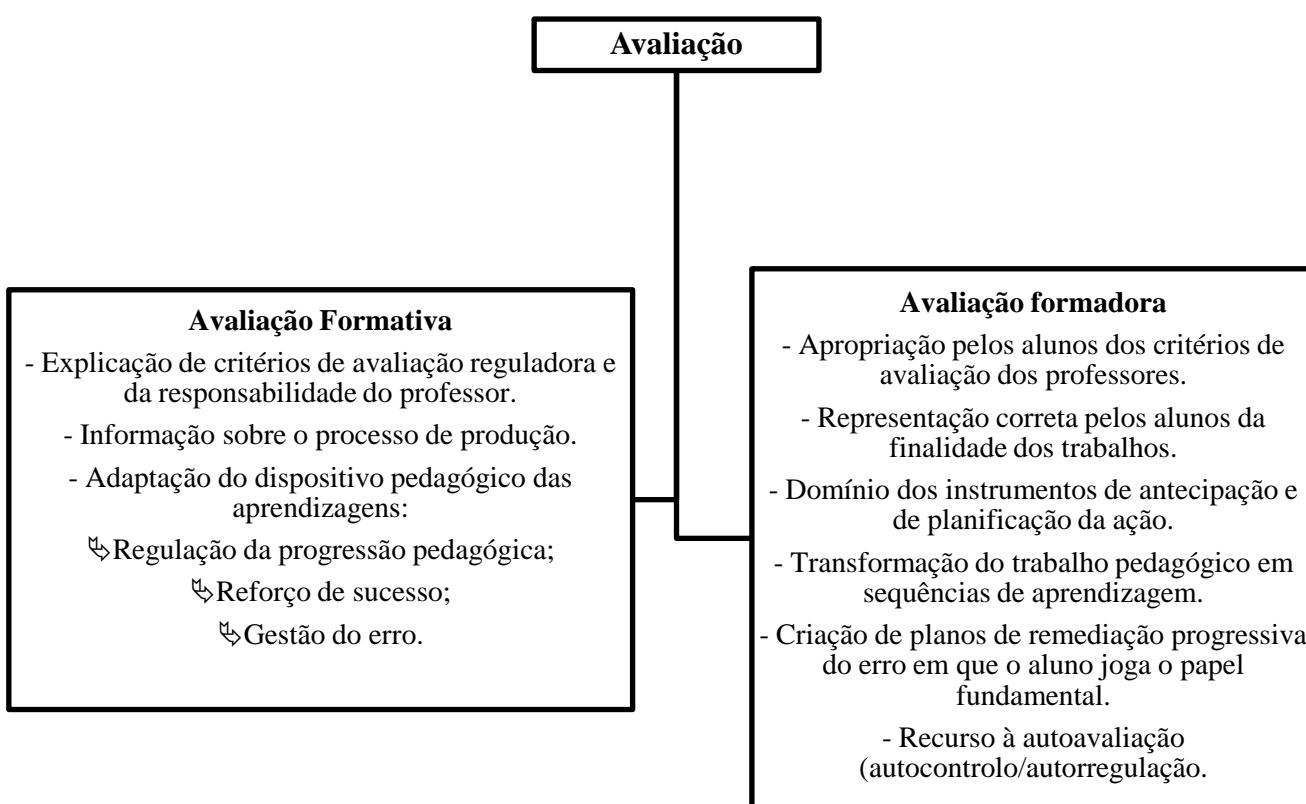 Avaliação
Avaliação Formativa
- Explicação de critérios de avaliação reguladora e
da responsabilidade do professor.
- Informação sobre o processo de produção.
- Adaptação do dispositivo pedagógico das
aprendizagens:
↳Regulação da progressão pedagógica;
↳Reforço de sucesso;
↳Gestão do erro.
Avaliação formadora
- Apropriação pelos alunos dos critérios de
avaliação dos professores.
- Representação correta pelos alunos da
finalidade dos trabalhos.
- Domínio dos instrumentos de antecipação e
de planificação da ação.
- Transformação do trabalho pedagógico em
sequências de aprendizagem.
- Criação de planos de remediação progressiva
do erro em que o aluno joga o papel
fundamental.
- Recurso à autoavaliação
(autocontrolo/autorregulação.